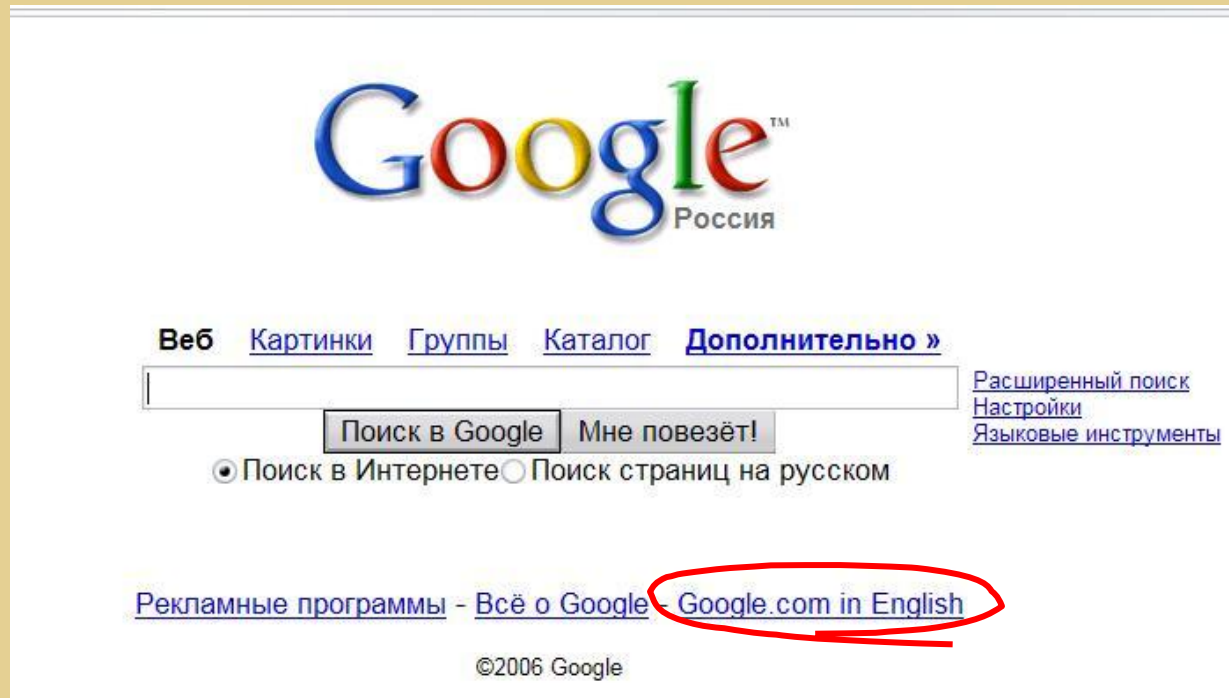 Google™
Россия
Веб Картинки Группы Каталог Дополнительно »
Расширенный поиск
Настройки
Языковые инструменты
Поиск в Google Мне повезёт!
Поиск в Интернете Поиск страниц на русском
Рекламные программы - Всё о Google - Google.com in English
©2006 Google